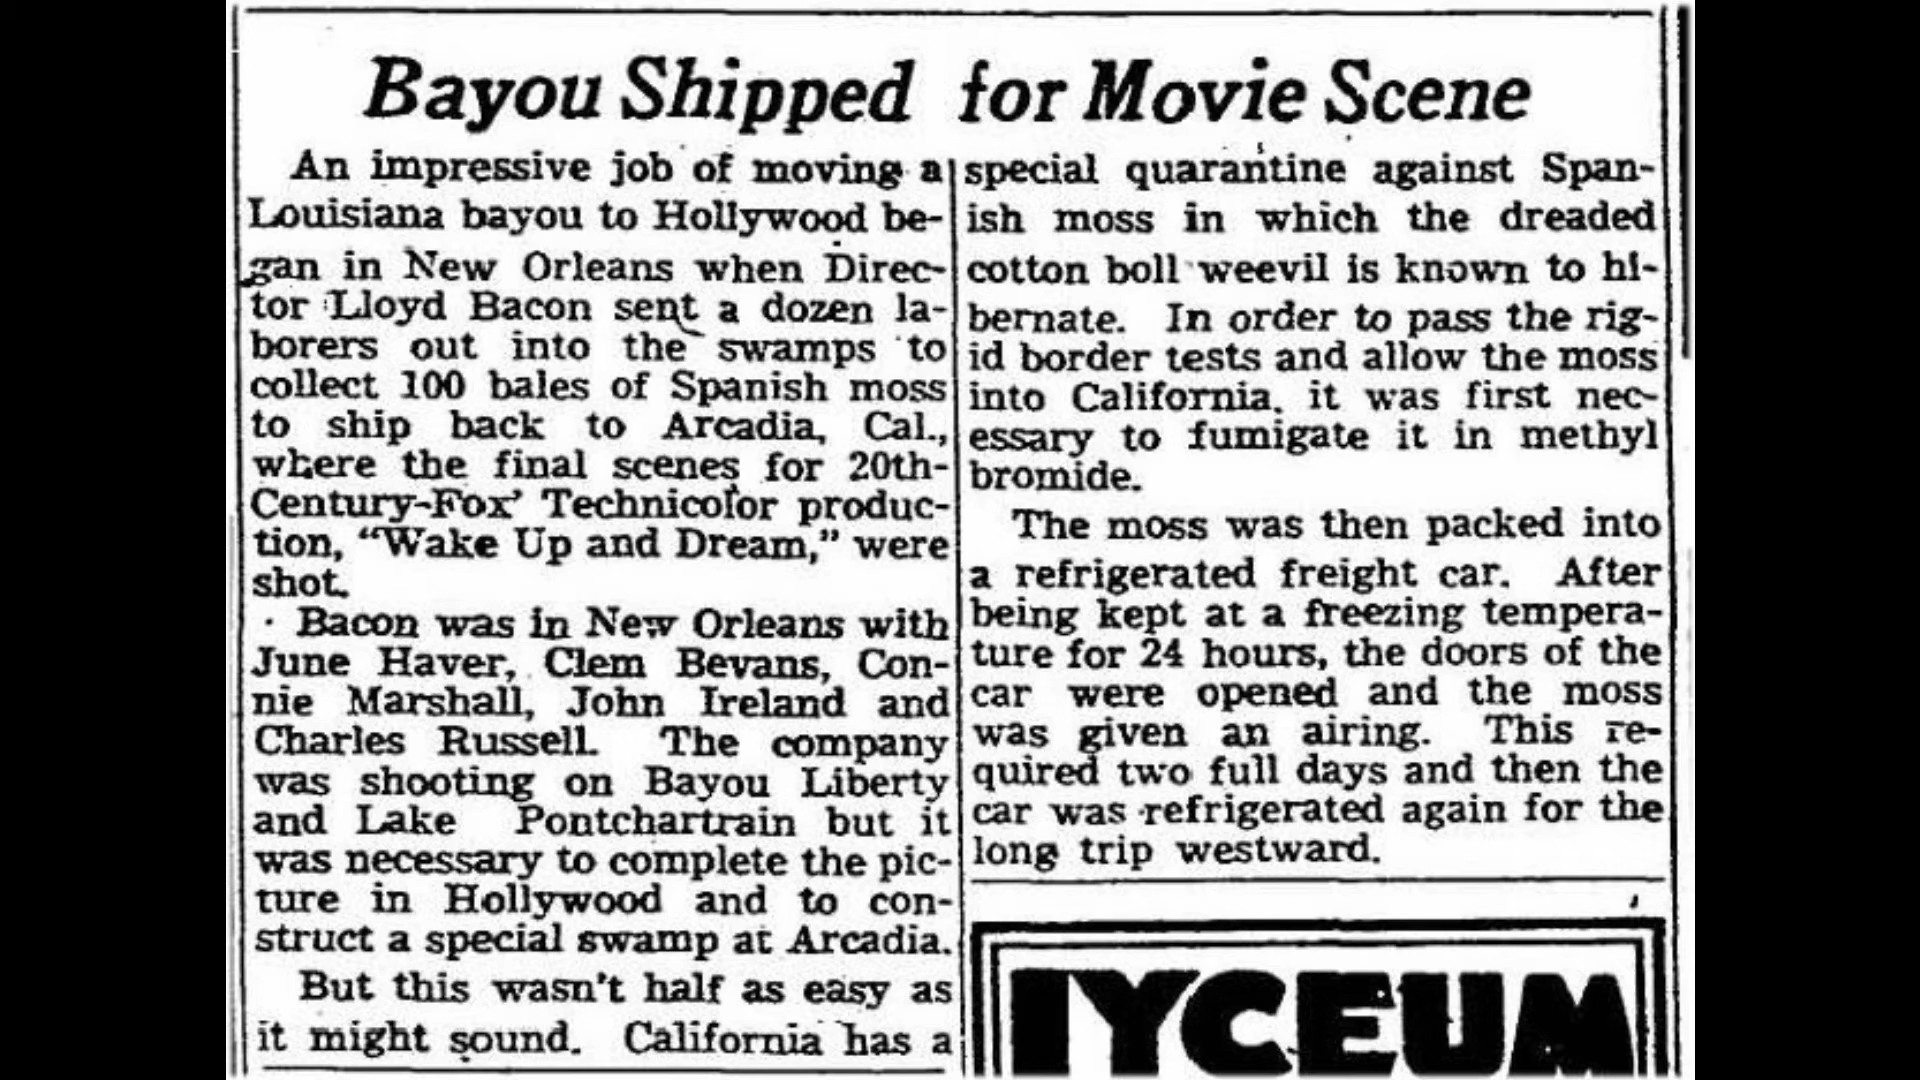 Bayou Shipped for Movie Scene
An impressive job of moving a
Louisiana bayou to Hollywood be-
gan in New Orleans when Direc-
tor Lloyd Bacon sent a dozen la-
borers out into the swamps to
collect 100 bales of Spanish moss
to ship back to Arcadia, Cal.,
where the final scenes for 20th-
Century-Fox' Technicolor produc-
tion, "Wake Up and Dream," were
shot.
Bacon was in New Orleans with
June Haver, Clem Bevans, Con-
nie Marshall, John Ireland and
Charles Russell. The company
was shooting on Bayou Liberty
and Lake Pontchartrain but it
was necessary to complete the pic-
ture in Hollywood and to con-
struct a special swamp at Arcadia.
But this wasn't half as easy as
it might sound. California has a
special quarantine against Span-
ish moss in which the dreaded
cotton boll weevil is known to hi-
bernate. In order to pass the rig-
id border tests and allow the moss
into California, it was first nec-
essary to fumigate it in methyl
bromide.
The moss was then packed into
a refrigerated freight car. After
being kept at a freezing tempera-
ture for 24 hours, the doors of the
car were opened and the moss
was given an airing. This re-
quired two full days and then the
car was refrigerated again for the
long trip westward.
LYCEUM